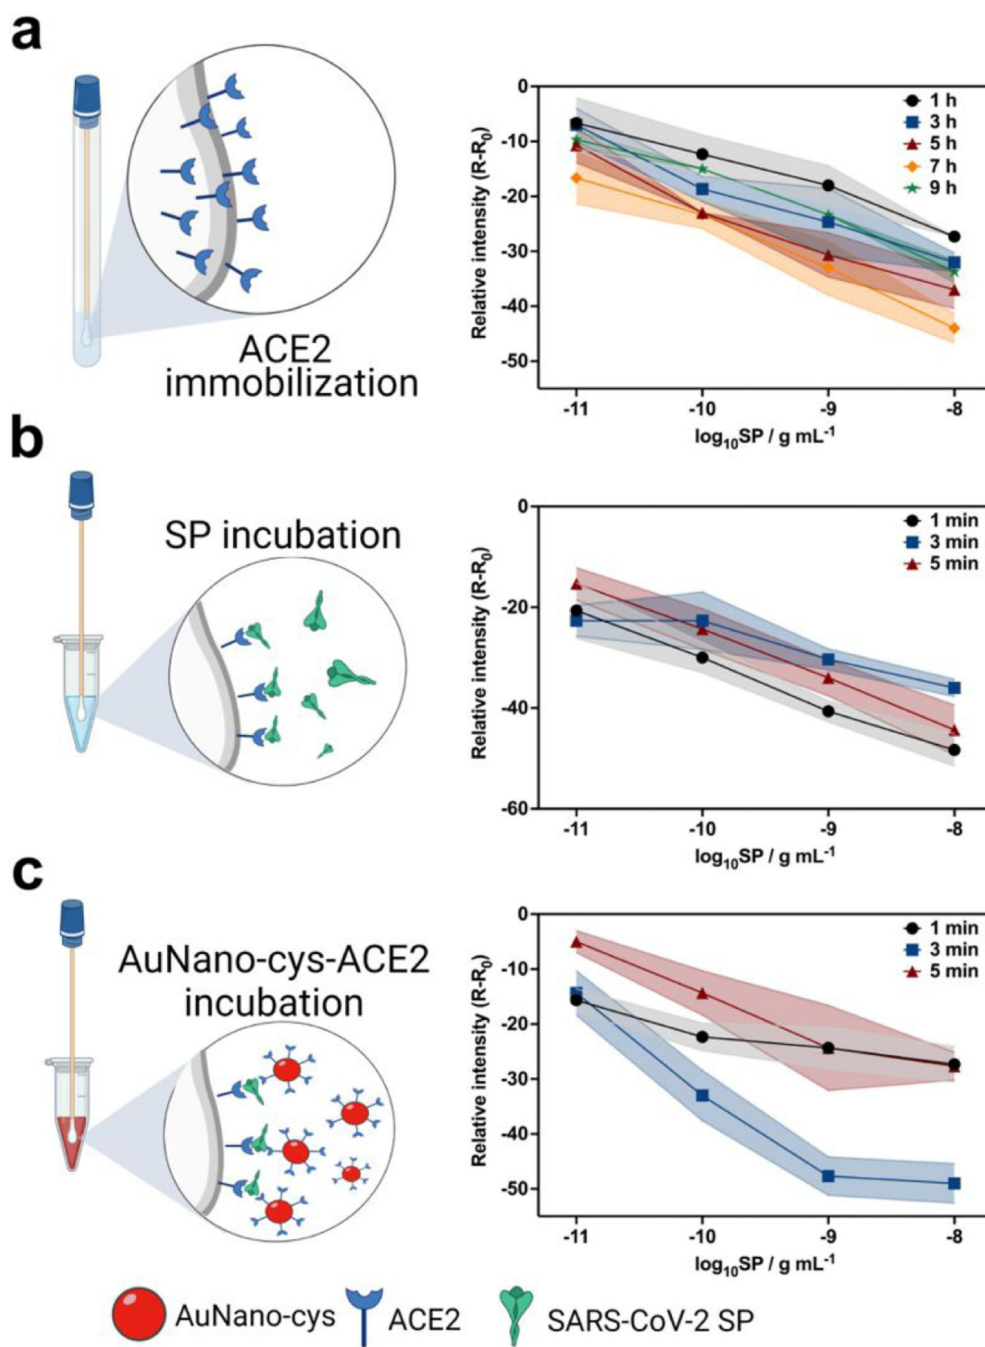 a
ACE2
immobilization
Relative intensity (R-R₀)
0
-10
-20
-30
-40
-50
1 h
3 h
5 h
7 h
9 h
-11
-10
-9
-8
log₁₀SP / g mL⁻¹
b
SP incubation
Relative intensity (R-R₀)
0
-20
-40
-60
1 min
3 min
5 min
-11
-10
-9
-8
log₁₀SP / g mL⁻¹
c
AuNano-cys-ACE2
incubation
Relative intensity (R-R₀)
0
-10
-20
-30
-40
-50
1 min
3 min
5 min
-11
-10
-9
-8
log₁₀SP / g mL⁻¹
AuNano-cys
ACE2
SARS-CoV-2 SP